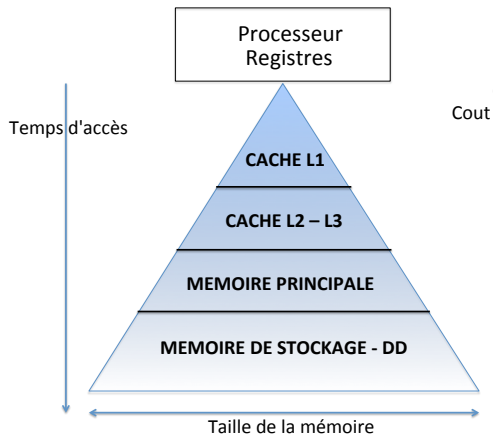 Processeur
Registres
Temps d'accès
Cout
CACHE L1
CACHE L2 – L3
MEMOIRE PRINCIPALE
MEMOIRE DE STOCKAGE - DD
Taille de la mémoire